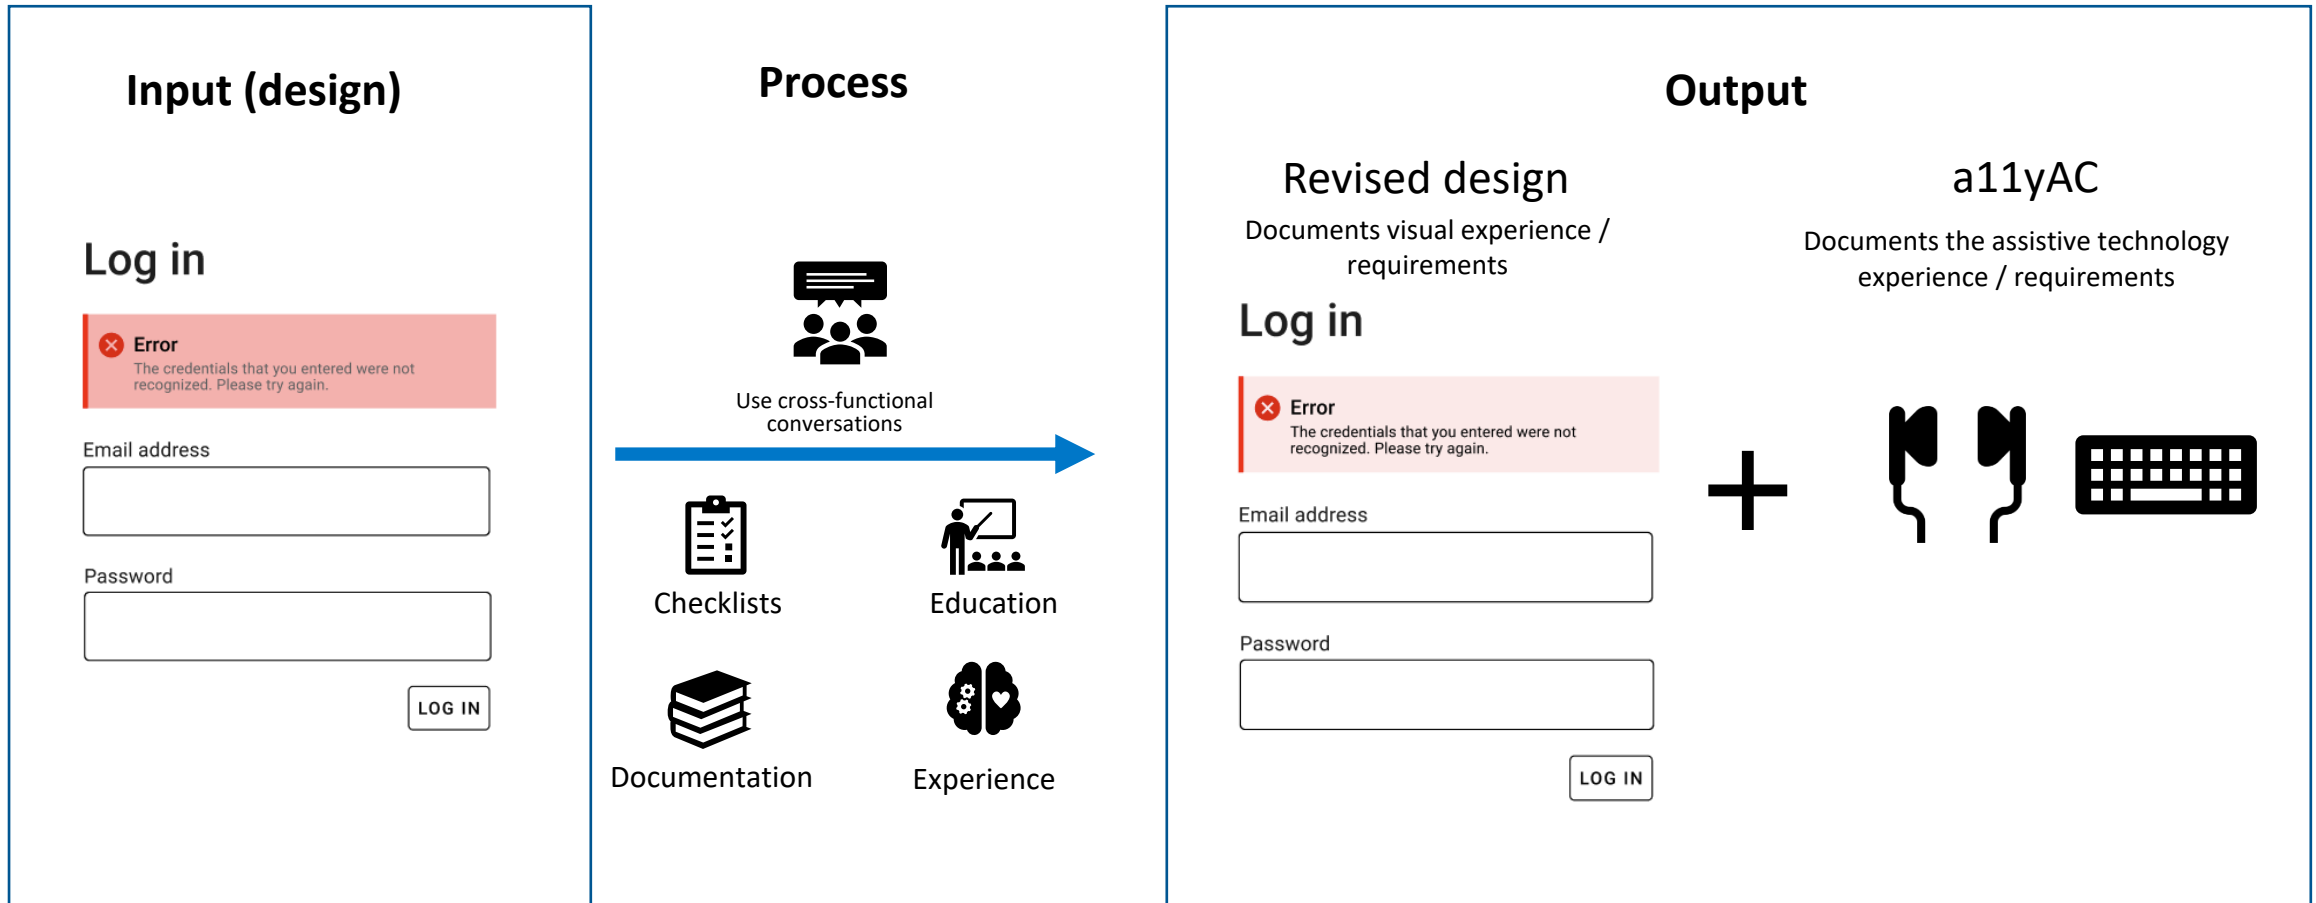 Input (design)
Log in
Error
The credentials that you entered were not
recognized. Please try again.
Email address
Password
LOG IN
Process
Use cross-functional
conversations
Checklists
Education
Documentation
Experience
Output
Revised design
Documents visual experience /
requirements
Log in
Error
The credentials that you entered were not
recognized. Please try again.
Email address
Password
LOG IN
a11yAC
Documents the assistive technology
experience / requirements